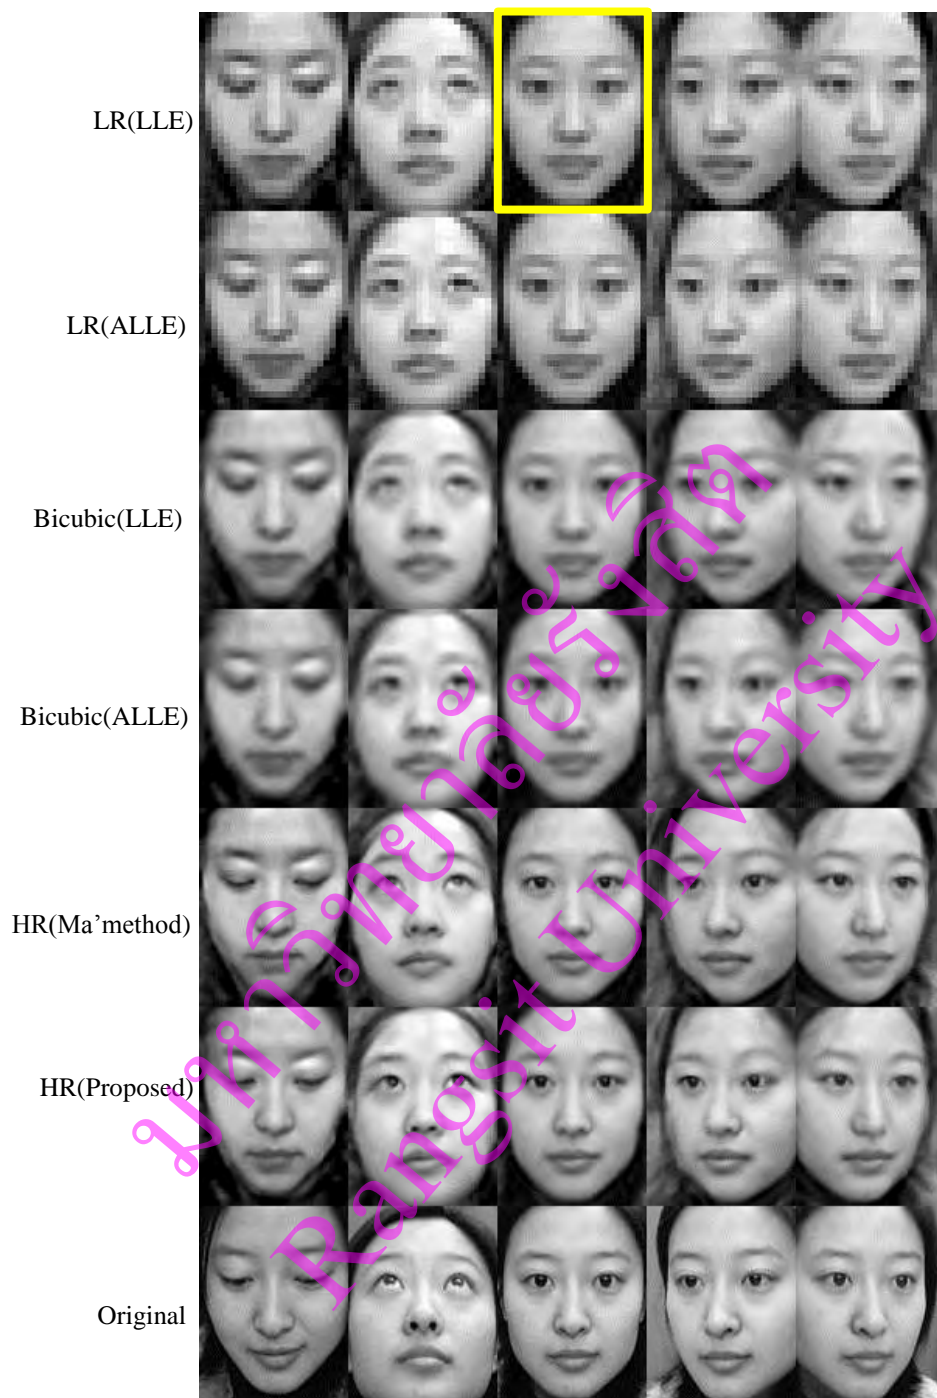 LR(LLE)
LR(ALLE)
Bicubic(LLE)
Bicubic(ALLE)
HR(Ma'method)
HR(Proposed)
Original
มหาวิทยาลัยรังสิต
Rangsit University